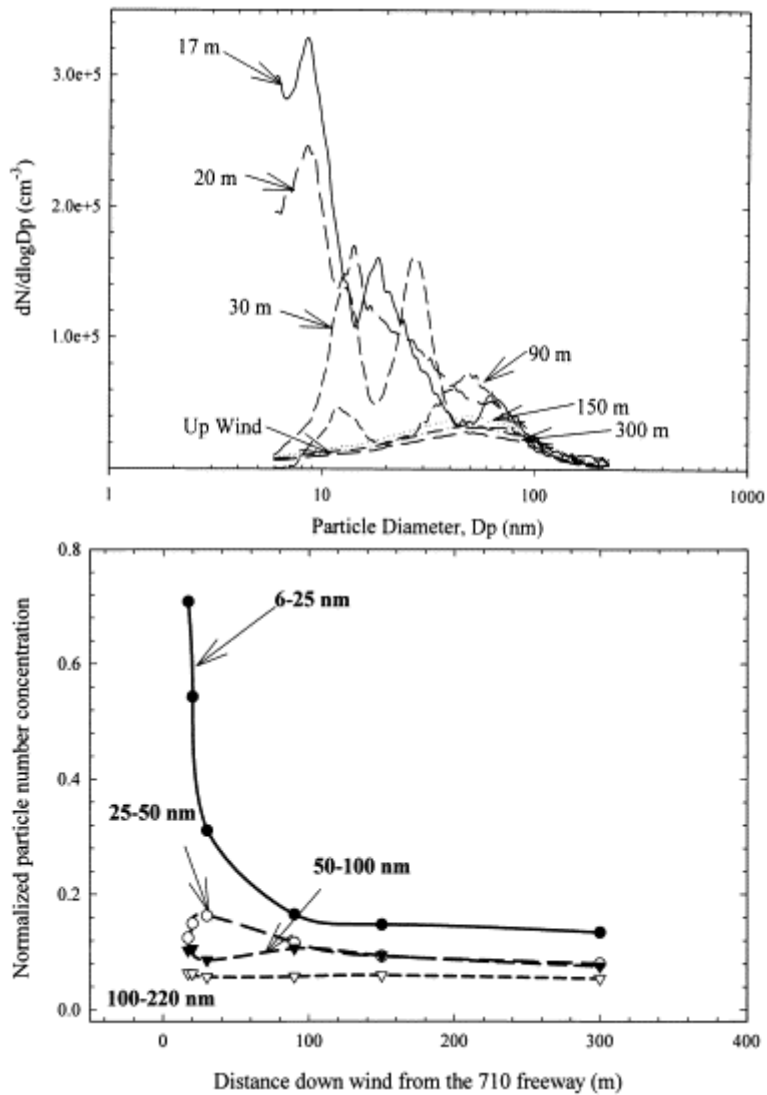 17 m
3.0e+5
20 m
2.0e+5
dN/dlogDp (cm-3)
30 m
1.0e+5
90 m
Up Wind
150 m
300 m
1
10
100
1000
Particle Diameter, Dp (nm)
0.8
6-25 nm
0.6
Normalized particle number concentration
0.4
25-50 nm
50-100 nm
0.2
100-220 nm
0.0
0
100
200
300
400
Distance down wind from the 710 freeway (m)